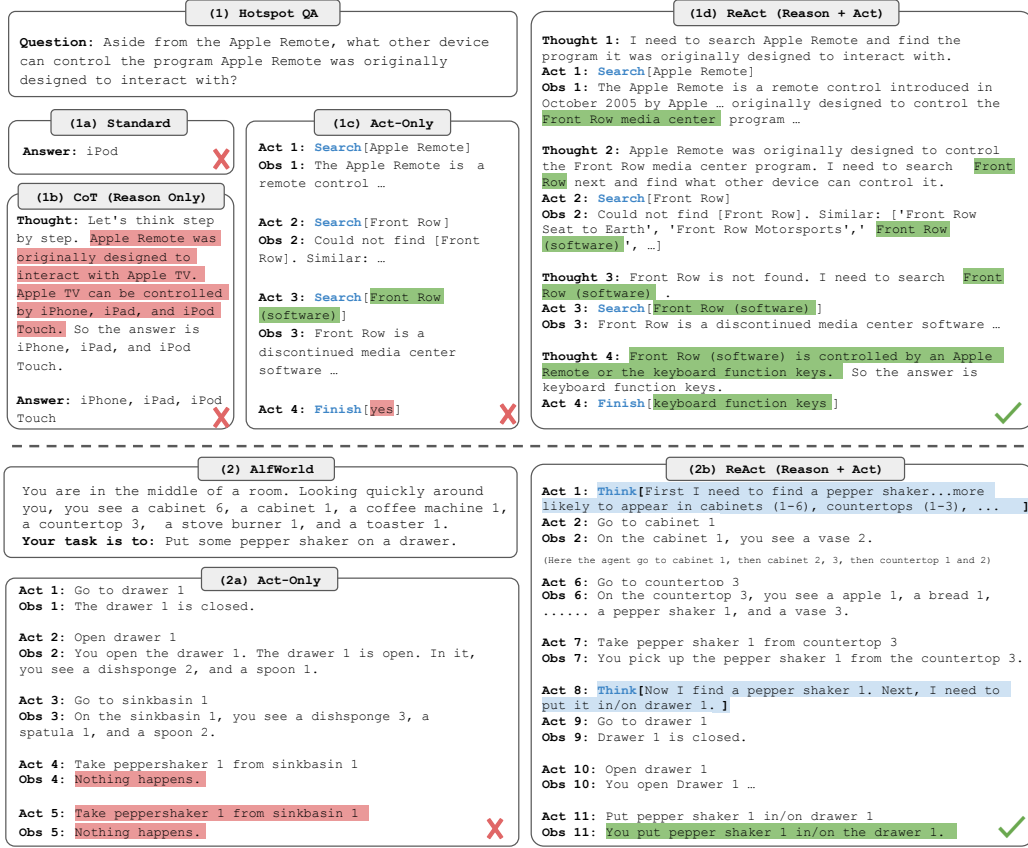 (1) Hotspot QA
Question: Aside from the Apple Remote, what other device
can control the program Apple Remote was originally
designed to interact with?
(1a) Standard
Answer: iPod
(1b) CoT (Reason Only)
Thought: Let's think step
by step. Apple Remote was
originally designed to
interact with Apple TV.
Apple TV can be controlled
by iPhone, iPad, and iPod
Touch. So the answer is
iPhone, iPad, and iPod
Touch.
Answer: iPhone, iPad, iPod
Touch
(1c) Act-Only
Act 1: Search[Apple Remote]
Obs 1: The Apple Remote is a
remote control …
Act 2: Search[Front Row]
Obs 2: Could not find [Front
Row]. Similar: …
Act 3: Search[Front Row
(software)]
Obs 3: Front Row is a
discontinued media center
software …
Act 4: Finish[yes]
(1d) ReAct (Reason + Act)
Thought 1: I need to search Apple Remote and find the
program it was originally designed to interact with.
Act 1: Search[Apple Remote]
Obs 1: The Apple Remote is a remote control introduced in
October 2005 by Apple … originally designed to control the
Front Row media center program …
Thought 2: Apple Remote was originally designed to control
the Front Row media center program. I need to search Front
Row next and find what other device can control it.
Act 2: Search[Front Row]
Obs 2: Could not find [Front Row]. Similar: ['Front Row
Seat to Earth', 'Front Row Motorsports',' Front Row
(software)', …]
Thought 3: Front Row is not found. I need to search Front
Row (software) .
Act 3: Search[Front Row (software)]
Obs 3: Front Row is a discontinued media center software …
Thought 4: Front Row (software) is controlled by an Apple
Remote or the keyboard function keys. So the answer is
keyboard function keys.
Act 4: Finish[keyboard function keys]
(2) AlfWorld
You are in the middle of a room. Looking quickly around
you, you see a cabinet 6, a cabinet 1, a coffee machine 1,
a countertop 3, a stove burner 1, and a toaster 1.
Your task is to: Put some pepper shaker on a drawer.
(2a) Act-Only
Act 1: Go to drawer 1
Obs 1: The drawer 1 is closed.
Act 2: Open drawer 1
Obs 2: You open the drawer 1. The drawer 1 is open. In it,
you see a dishsponge 2, and a spoon 1.
Act 3: Go to sinkbasin 1
Obs 3: On the sinkbasin 1, you see a dishsponge 3, a
spatula 1, and a spoon 2.
Act 4: Take peppershaker 1 from sinkbasin 1
Obs 4: Nothing happens.
Act 5: Take peppershaker 1 from sinkbasin 1
Obs 5: Nothing happens.
(2b) ReAct (Reason + Act)
Act 1: Think[First I need to find a pepper shaker...more
likely to appear in cabinets (1-6), countertops (1-3), ... ]
Act 2: Go to cabinet 1
Obs 2: On the cabinet 1, you see a vase 2.
(Here the agent go to cabinet 1, then cabinet 2, 3, then countertop 1 and 2)
Act 6: Go to countertop 3
Obs 6: On the countertop 3, you see a apple 1, a bread 1,
...... a pepper shaker 1, and a vase 3.
Act 7: Take pepper shaker 1 from countertop 3
Obs 7: You pick up the pepper shaker 1 from the countertop 3.
Act 8: Think[Now I find a pepper shaker 1. Next, I need to
put it in/on drawer 1. ]
Act 9: Go to drawer 1
Obs 9: Drawer 1 is closed.
Act 10: Open drawer 1
Obs 10: You open Drawer 1 …
Act 11: Put pepper shaker 1 in/on drawer 1
Obs 11: You put pepper shaker 1 in/on the drawer 1.